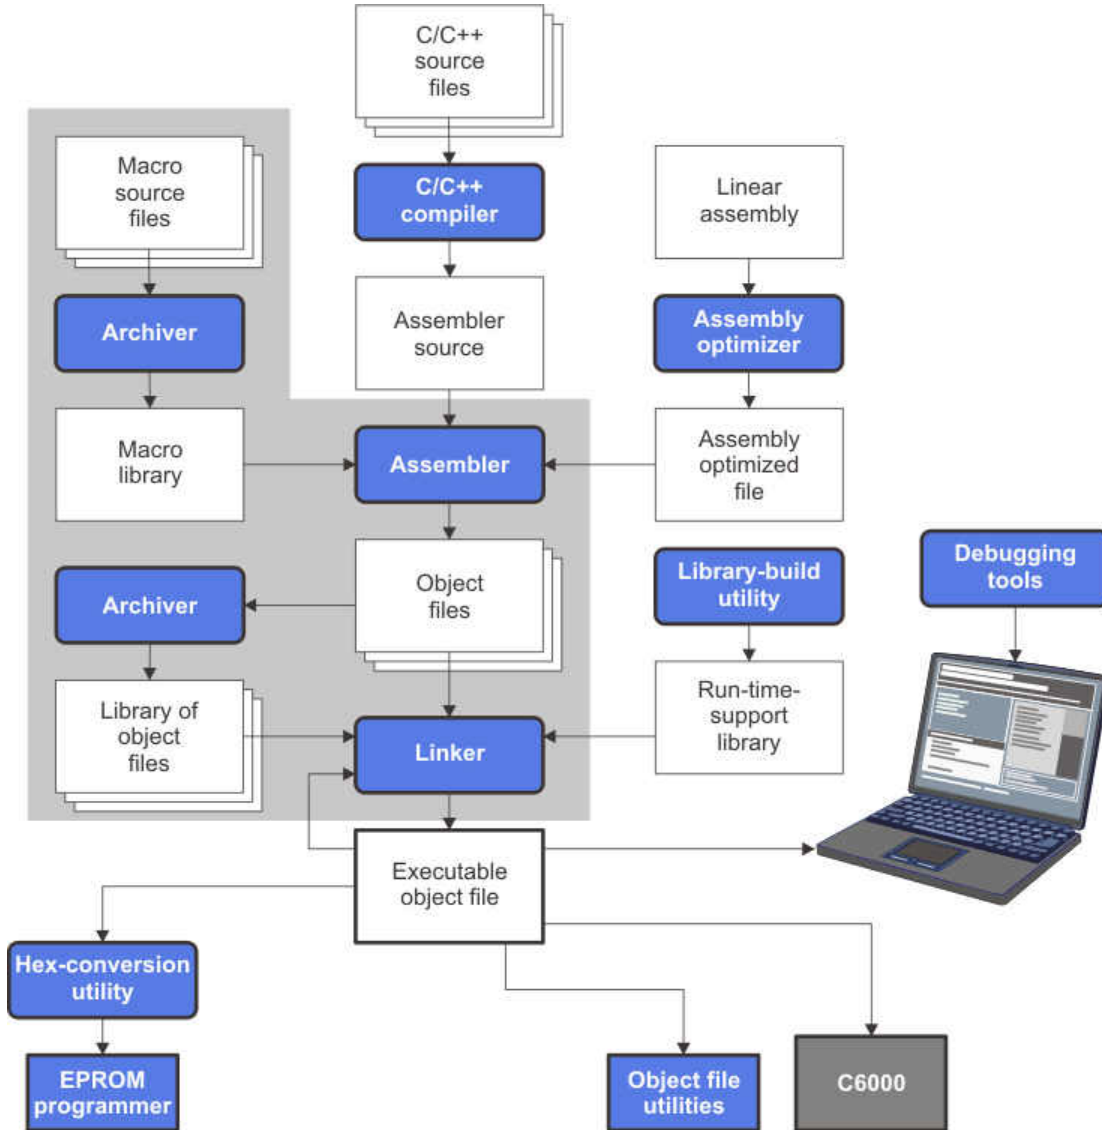 C/C++
source
files
Macro
source
files
C/C++
compiler
Linear
assembly
Archiver
Assembler
source
Assembly
optimizer
Macro
library
Assembler
Assembly
optimized
file
Archiver
Object
files
Library-build
utility
Debugging
tools
Library of
object
files
Linker
Run-time-
support
library
Executable
object file
Hex-conversion
utility
EPROM
programmer
Object file
utilities
C6000